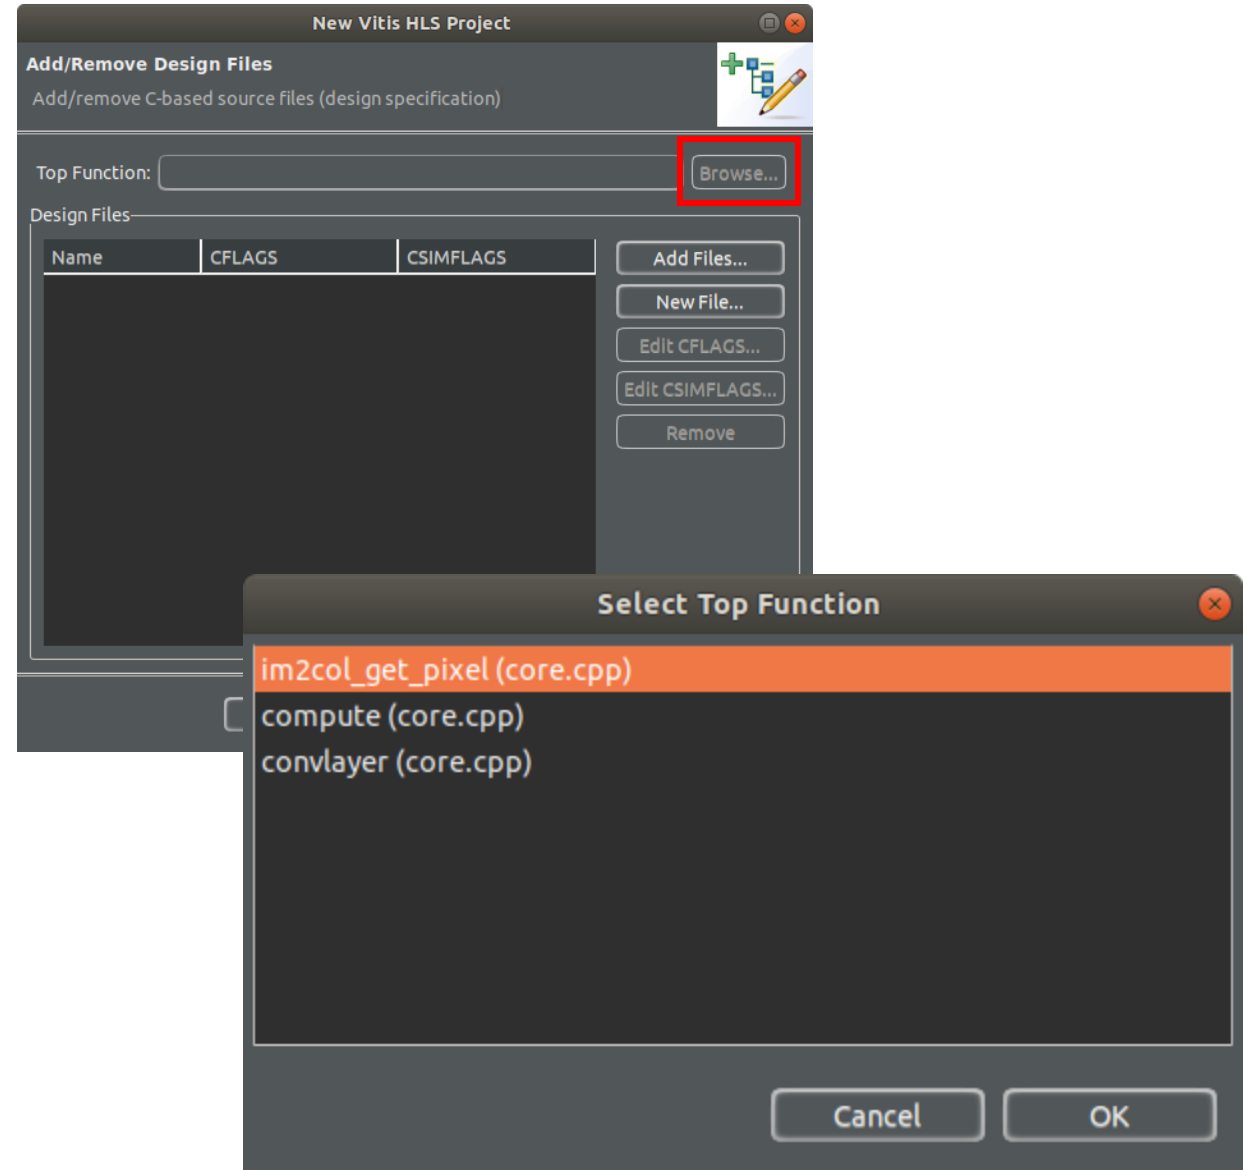 New Vitis HLS Project
Add/Remove Design Files
Add/remove C-based source files (design specification)
Top Function:
Browse...
Design Files
Name CFLAGS CSIMFLAGS
Add Files...
New File...
Edit CFLAGS...
Edit CSIMFLAGS...
Remove
Select Top Function
im2col_get_pixel (core.cpp)
compute (core.cpp)
convlayer (core.cpp)
Cancel OK